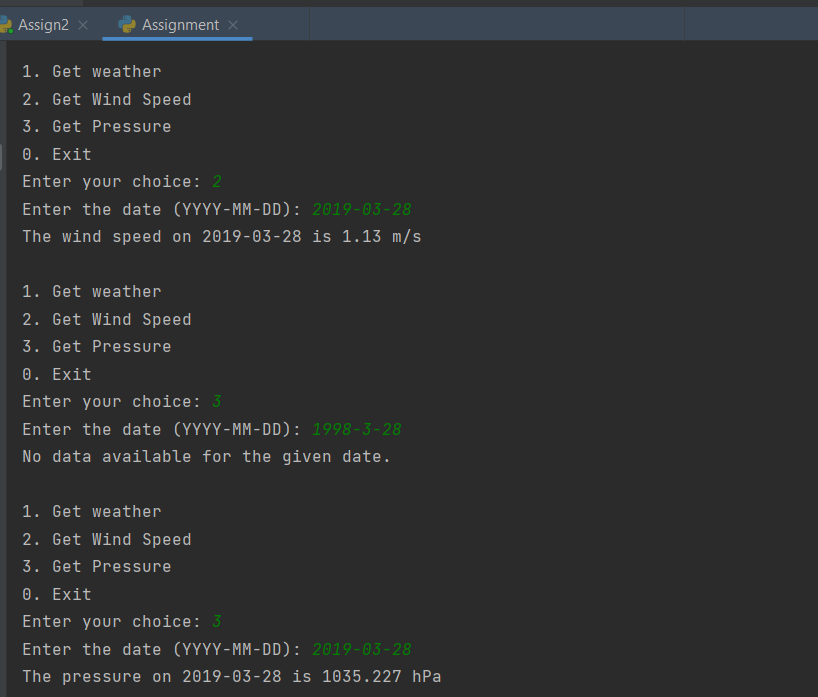 Assign2
Assignment
1. Get weather
2. Get Wind Speed
3. Get Pressure
0. Exit
Enter your choice: 2
Enter the date (YYYY-MM-DD): 2019-03-28
The wind speed on 2019-03-28 is 1.13 m/s
1. Get weather
2. Get Wind Speed
3. Get Pressure
0. Exit
Enter your choice: 3
Enter the date (YYYY-MM-DD): 1998-3-28
No data available for the given date.
1. Get weather
2. Get Wind Speed
3. Get Pressure
0. Exit
Enter your choice: 3
Enter the date (YYYY-MM-DD): 2019-03-28
The pressure on 2019-03-28 is 1035.227 hPa